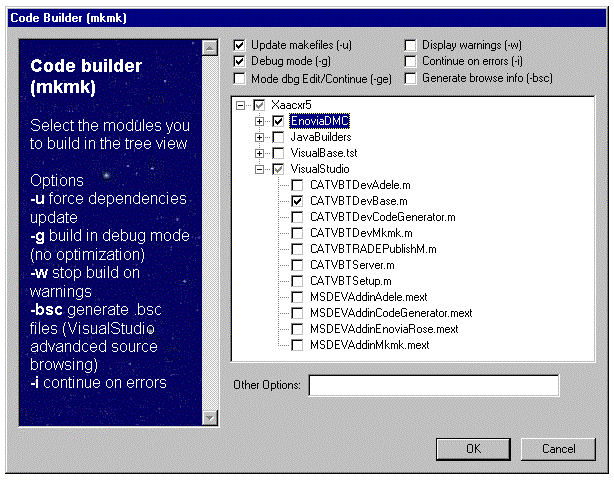 Code Builder (mkmk)
Code builder
(mkmk)
Select the modules you
to build in the tree view
Options
-u force dependencies
update
-g build in debug mode
(no optimization)
-w stop build on
warnings
-bsc generate .bsc
files (VisualStudio
advandced source
browsing)
-i continue on errors
Update makefiles (-u)
Display warnings (-w)
Debug mode (-g)
Continue on errors (-i)
Mode dbg Edit/Continue (-ge)
Generate browse info (-bsc)
Xaacxr5
EnoviaDMC
JavaBuilders
VisualBase.tst
VisualStudio
CATVBTDevAdele.m
CATVBTDevBase.m
CATVBTDevCodeGenerator.m
CATVBTDevMkmk.m
CATVBTRADEPublishM.m
CATVBTServer.m
CATVBTSetup.m
MSDEVAddinAdele.mext
MSDEVAddinCodeGenerator.mext
MSDEVAddinEnoviaRose.mext
MSDEVAddinMkmk.mext
Other Options:
OK
Cancel